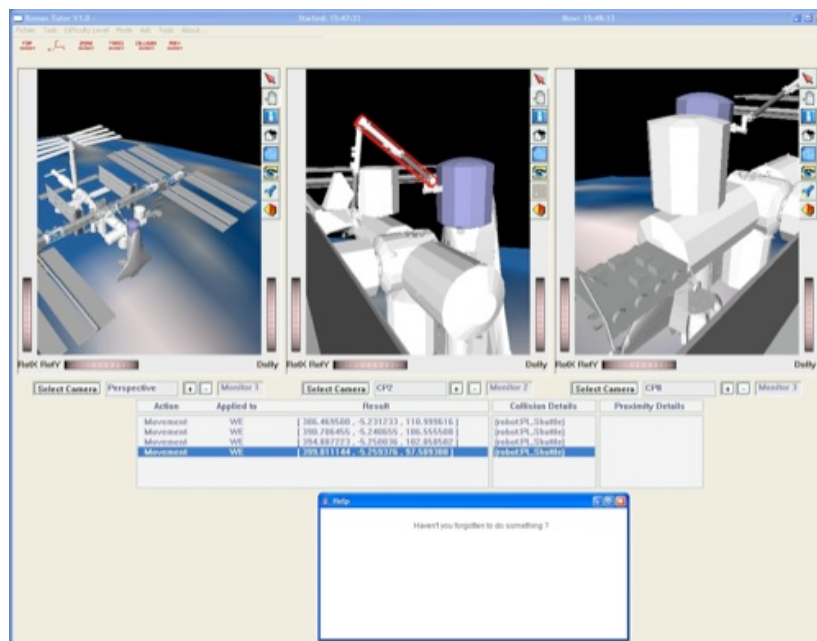 Roman Tutor V1.0 - Started: 15:47:31 Now: 15:48:13
Fichier Task Difficulty Level Mode Ask Tools About...
RotX RotY Dolly RotX RotY Dolly RotX RotY Dolly
Select Camera Perspective + - Monitor 1 Select Camera CP2 + - Monitor 2 Select Camera CP8 + - Monitor 3
Action Applied to Result Collision Details Proximity Details
Movement WE [ 386.469500 , -5.231233 , 110.999616 ] (robot:PL,Shuttle)
Movement WE [ 390.786455 , -5.240655 , 106.555508 ] (robot:PL,Shuttle)
Movement WE [ 394.887223 , -5.250036 , 102.058502 ] (robot:PL,Shuttle)
Movement WE [ 399.811144 , -5.259376 , 97.509308 ] (robot:PL,Shuttle)
Help
Haven't you forgotten to do something ?